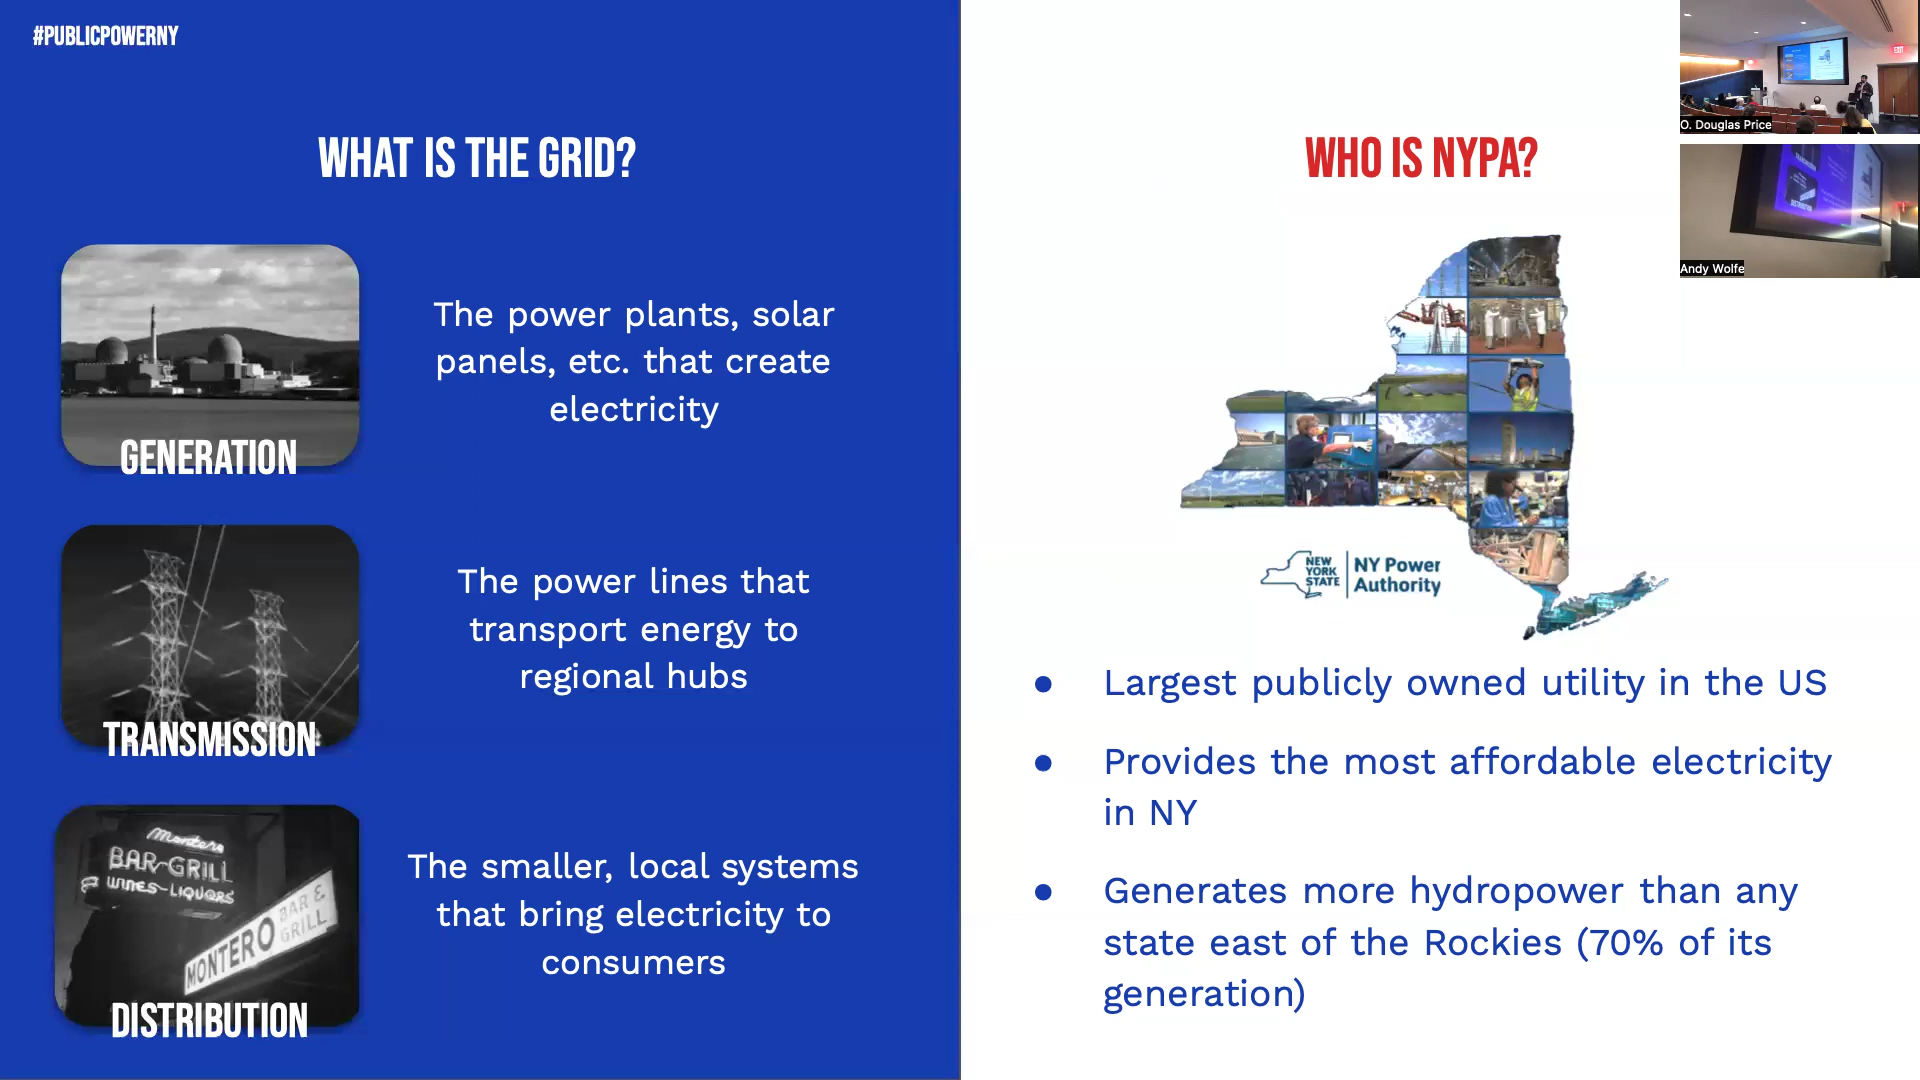 #PUBLICPOWERNY
WHAT IS THE GRID?
GENERATION
The power plants, solar
panels, etc. that create
electricity
TRANSMISSION
The power lines that
transport energy to
regional hubs
Montero
BAR-GRILL
WINES-LIQUORS
MONTERO
BAR &
GRILL
DISTRIBUTION
The smaller, local systems
that bring electricity to
consumers
WHO IS NYPA?
NEW
YORK
STATE
NY Power
Authority
● Largest publicly owned utility in the US
● Provides the most affordable electricity
in NY
● Generates more hydropower than any
state east of the Rockies (70% of its
generation)
EXIT
O. Douglas Price
DISTRIBUTION
Andy Wolfe